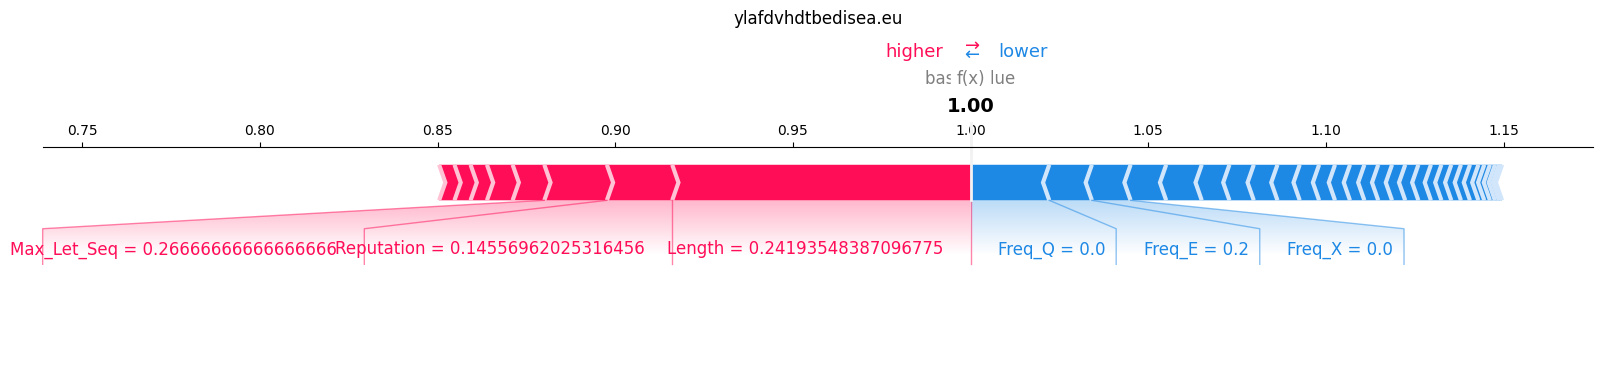 ylafdvhdtbedisea.eu
higher → ← lower
f(x) lue
1.00
0.75 0.80 0.85 0.90 0.95 1.00 1.05 1.10 1.15
Max_Let_Seq = 0.26666666666666666 Reputation = 0.14556962025316456 Length = 0.24193548387096775 Freq_Q = 0.0 Freq_E = 0.2 Freq_X = 0.0